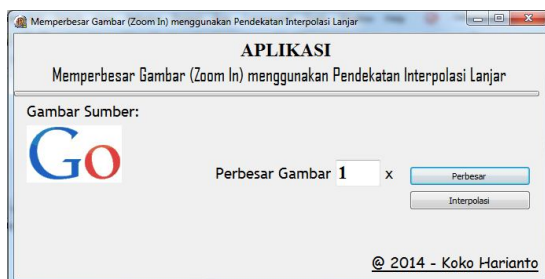 Memperbesar Gambar (Zoom In) menggunakan Pendekatan Interpolasi Lanjar
APLIKASI
Memperbesar Gambar (Zoom In) menggunakan Pendekatan Interpolasi Lanjar
Gambar Sumber:
Go
Perbesar Gambar 1 x Perbesar
Interpolasi
@ 2014 - Koko Harianto